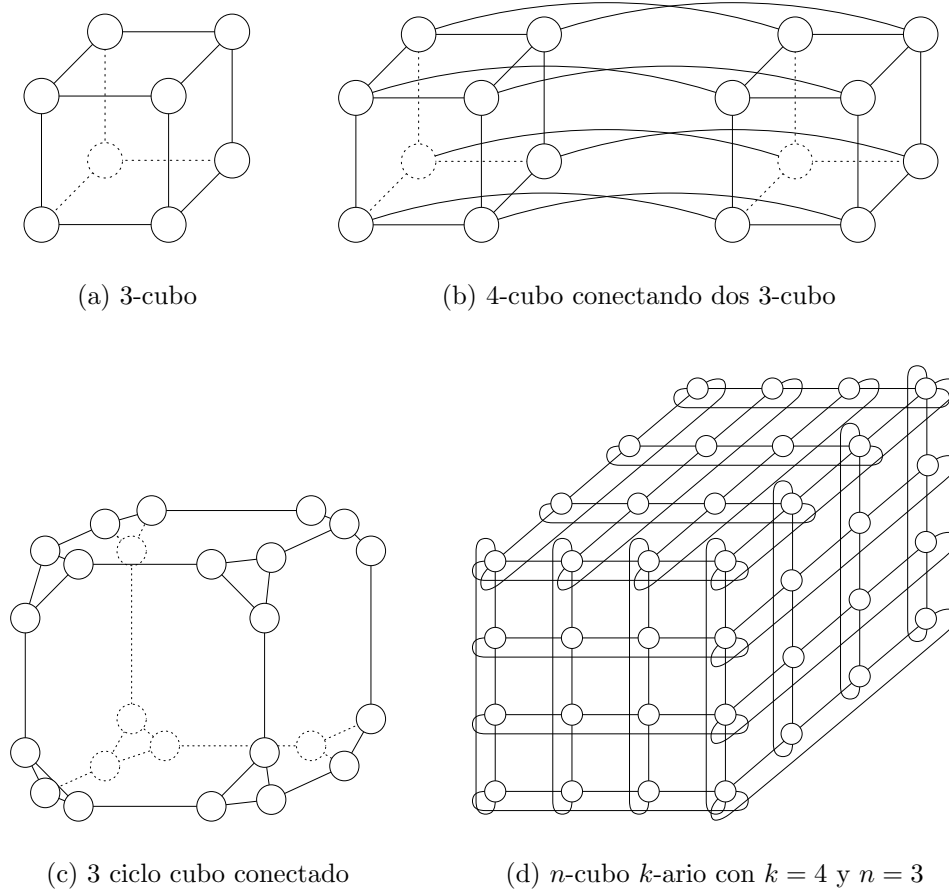 (a) 3-cubo
(b) 4-cubo conectando dos 3-cubo
(c) 3 ciclo cubo conectado
(d) n-cubo k-ario con k = 4 y n = 3